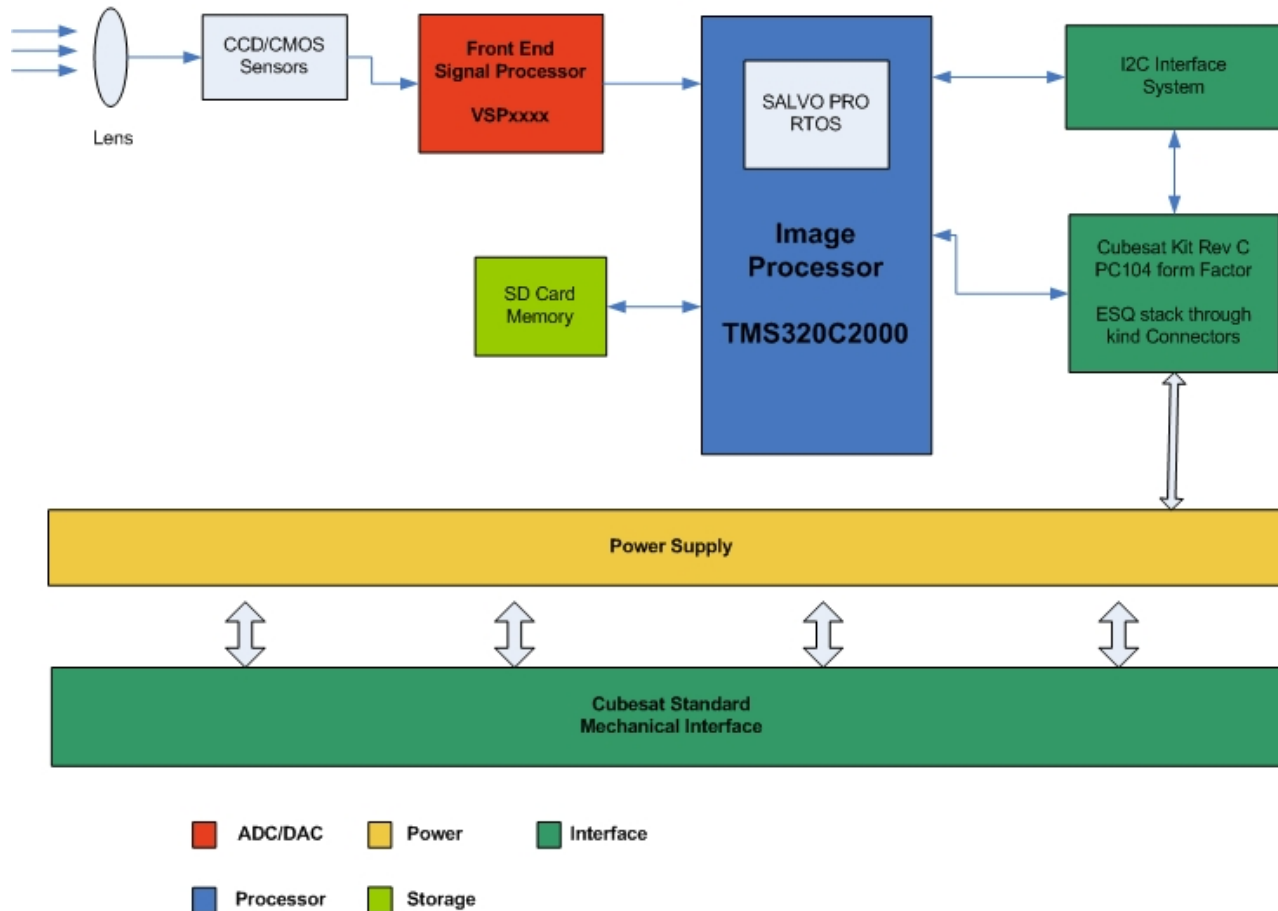 Lens
CCD/CMOS
Sensors
Front End
Signal Processor
VSPxxxx
SALVO PRO
RTOS
Image
Processor
TMS320C2000
I2C Interface
System
SD Card
Memory
Cubesat Kit Rev C
PC104 form Factor
ESQ stack through
kind Connectors
Power Supply
Cubesat Standard
Mechanical Interface
ADC/DAC
Power
Interface
Processor
Storage